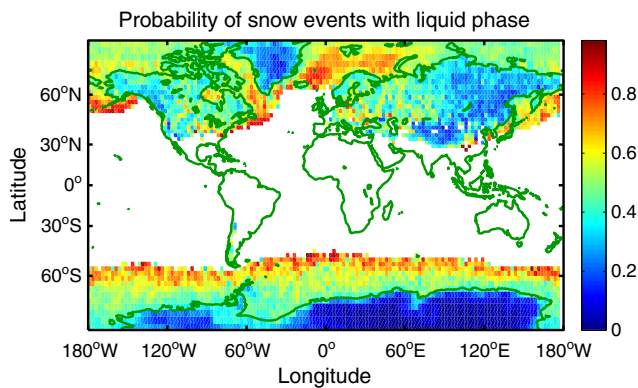 Probability of snow events with liquid phase
Latitude
60°N
30°N
0°
30°S
60°S
180°W
120°W
60°W
0°
60°E
120°E
180°W
Longitude
0.8
0.6
0.4
0.2
0